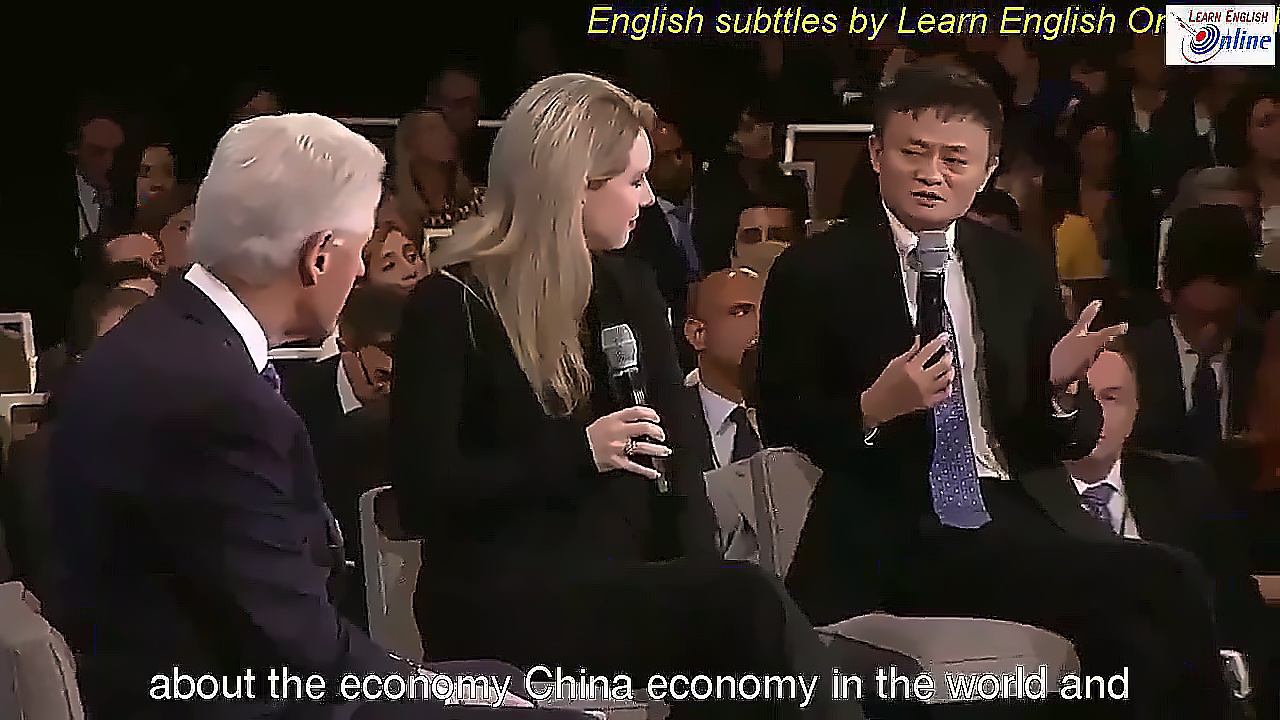 English subttles by Learn English On
LEARN ENGLISH
Online
about the economy China economy in the world and